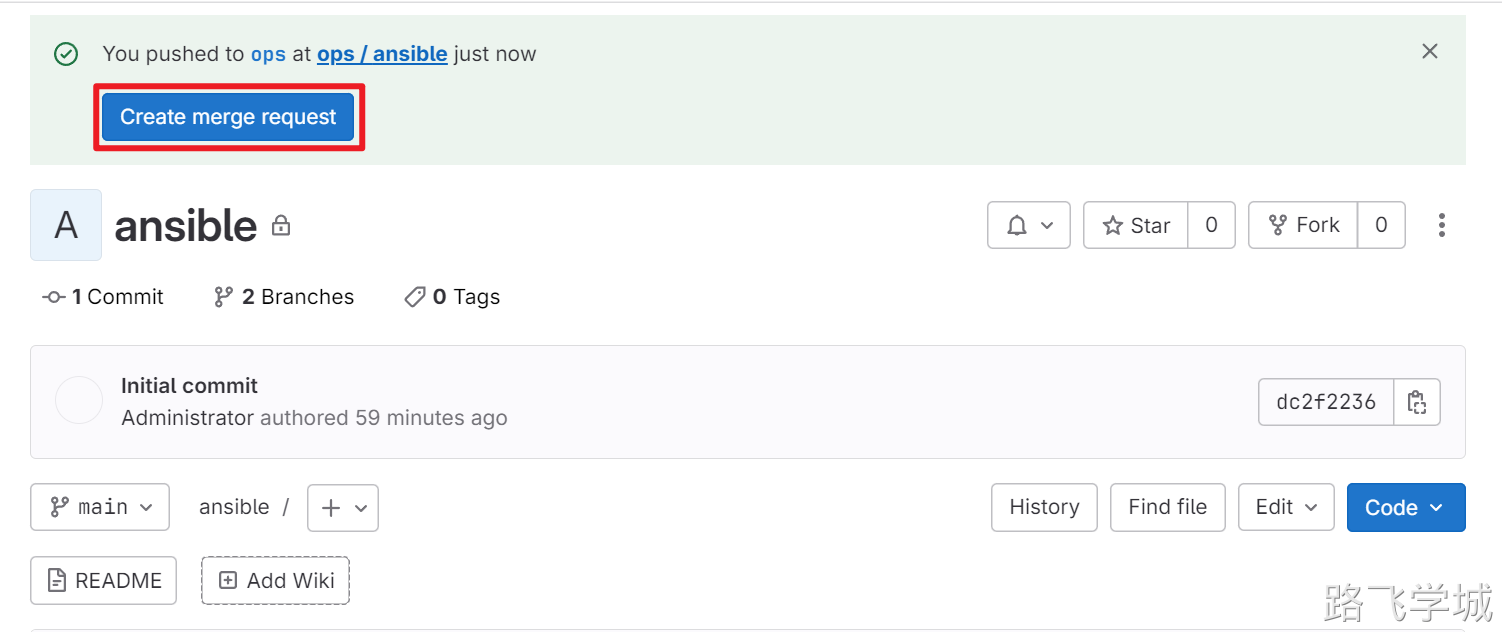 You pushed to ops at ops / ansible just now
Create merge request
A ansible
Star 0 Fork 0
1 Commit 2 Branches 0 Tags
Initial commit
Administrator authored 59 minutes ago
dc2f2236
main ansible / + History Find file Edit Code
README Add Wiki
路飞学城